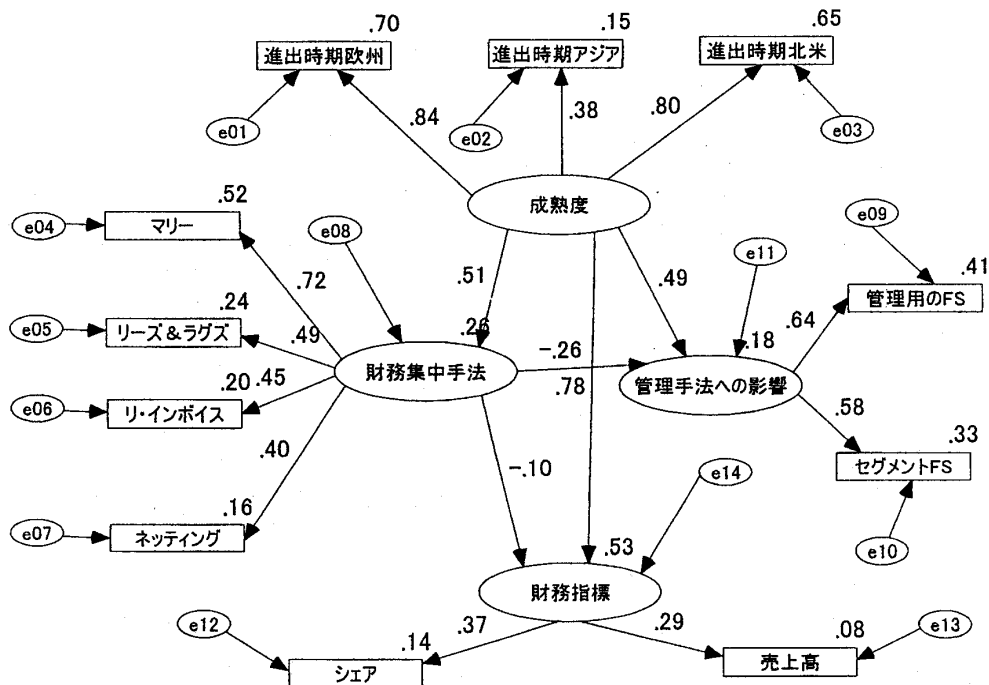 .70
.15
.65
進出時期欧州
進出時期アジア
進出時期北米
e01
.84
e02
.38
.80
e03
成熟度
.52
e04
マリー
e08
e09
e11
.41
管理用のFS
.72
.51
.49
.64
.24
e05
リーズ&ラグズ
.49
.26
財務集中手法
-.26
.18
管理手法への影響
.78
.20
.45
e06
リ・インボイス
.58
.33
セグメントFS
.40
-.10
e14
.16
e07
ネッティング
e10
.53
財務指標
e12
.37
.29
.14
シェア
.08
e13
売上高